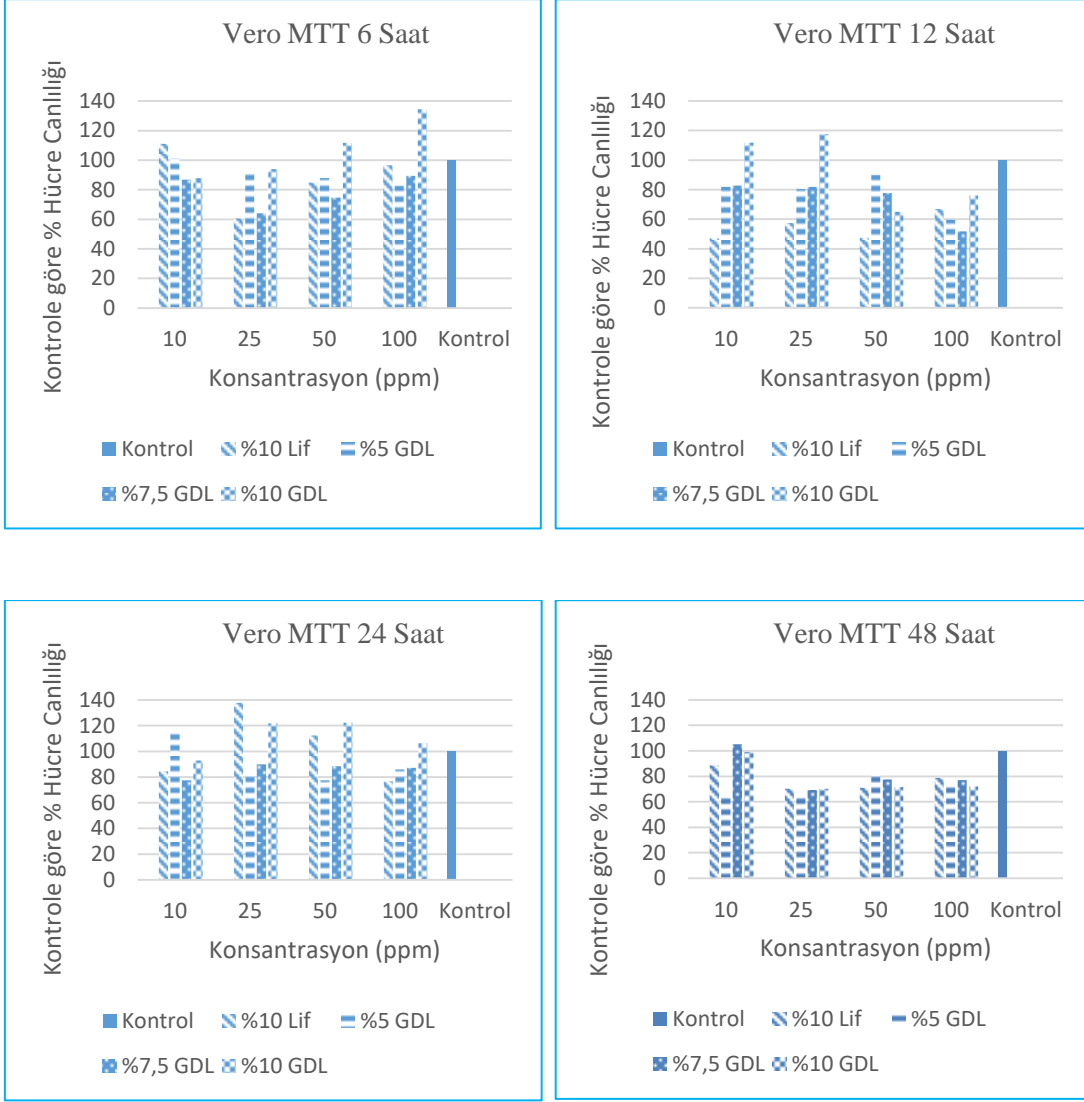 Vero MTT 6 Saat
Kontrole göre % Hücre Canlılığı
140
120
100
80
60
40
20
0
10 25 50 100 Kontrol
Konsantrasyon (ppm)
Kontrol %10 Lif %5 GDL
%7,5 GDL %10 GDL
Vero MTT 12 Saat
Kontrole göre % Hücre Canlılığı
140
120
100
80
60
40
20
0
10 25 50 100 Kontrol
Konsantrasyon (ppm)
Kontrol %10 Lif %5 GDL
%7,5 GDL %10 GDL
Vero MTT 24 Saat
Kontrole göre % Hücre Canlılığı
140
120
100
80
60
40
20
0
10 25 50 100 Kontrol
Konsantrasyon (ppm)
Kontrol %10 Lif %5 GDL
%7,5 GDL %10 GDL
Vero MTT 48 Saat
Kontrole göre % Hücre Canlılığı
140
120
100
80
60
40
20
0
10 25 50 100 Kontrol
Konsantrasyon (ppm)
Kontrol %10 Lif %5 GDL
%7,5 GDL %10 GDL